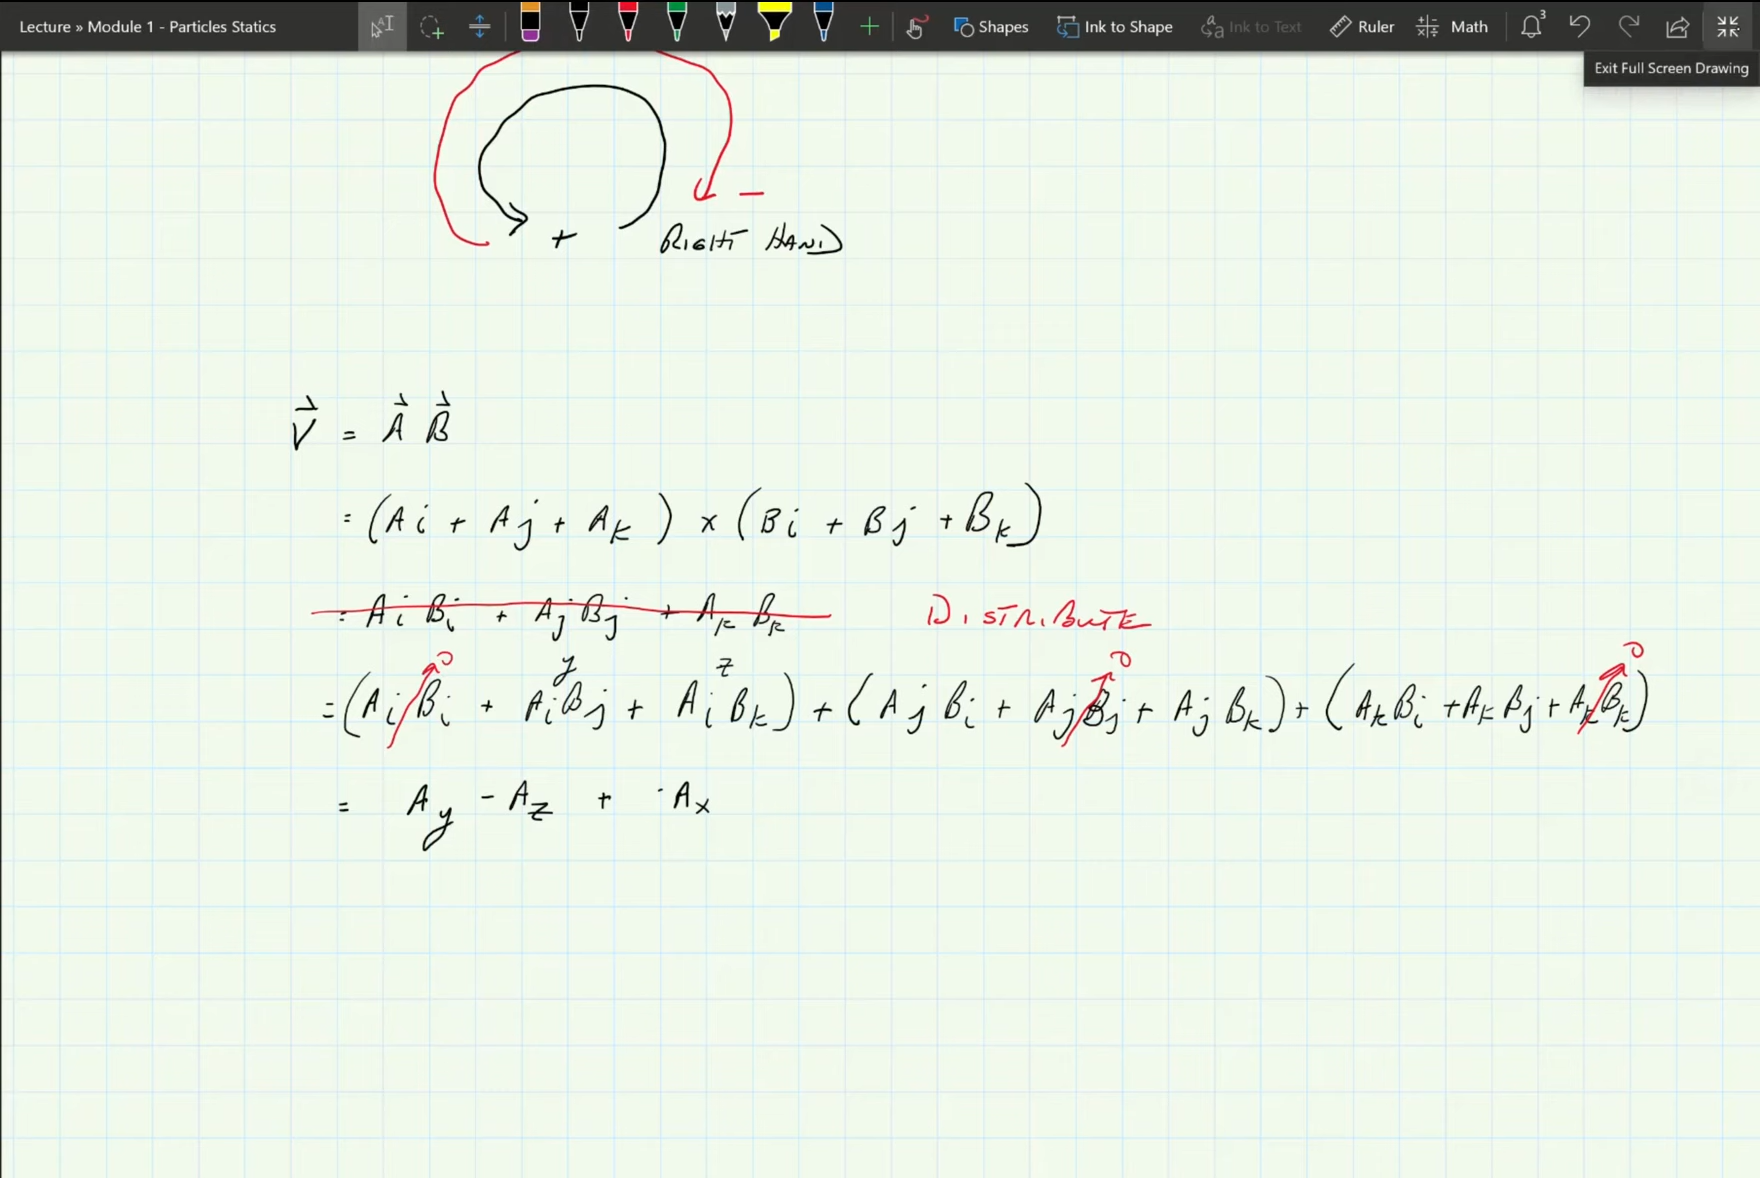 Lecture » Module 1 - Particles Statics
Shapes
Ink to Shape
Ink to Text
Ruler
Math
3
Exit Full Screen Drawing
-
+ RIGHT HAND
V = A B
= (Ai + Aj + Ak) × (Bi + Bj + Bk)
= Ai Bi + Aj Bj + Ak Bk DISTRIBUTE
0 y z 0 0
= (Ai Bi + Ai Bj + Ai Bk) + (Aj Bi + Aj Bj + Aj Bk) + (Ak Bi + Ak Bj + Ak Bk)
= Ay - Az + · Ax